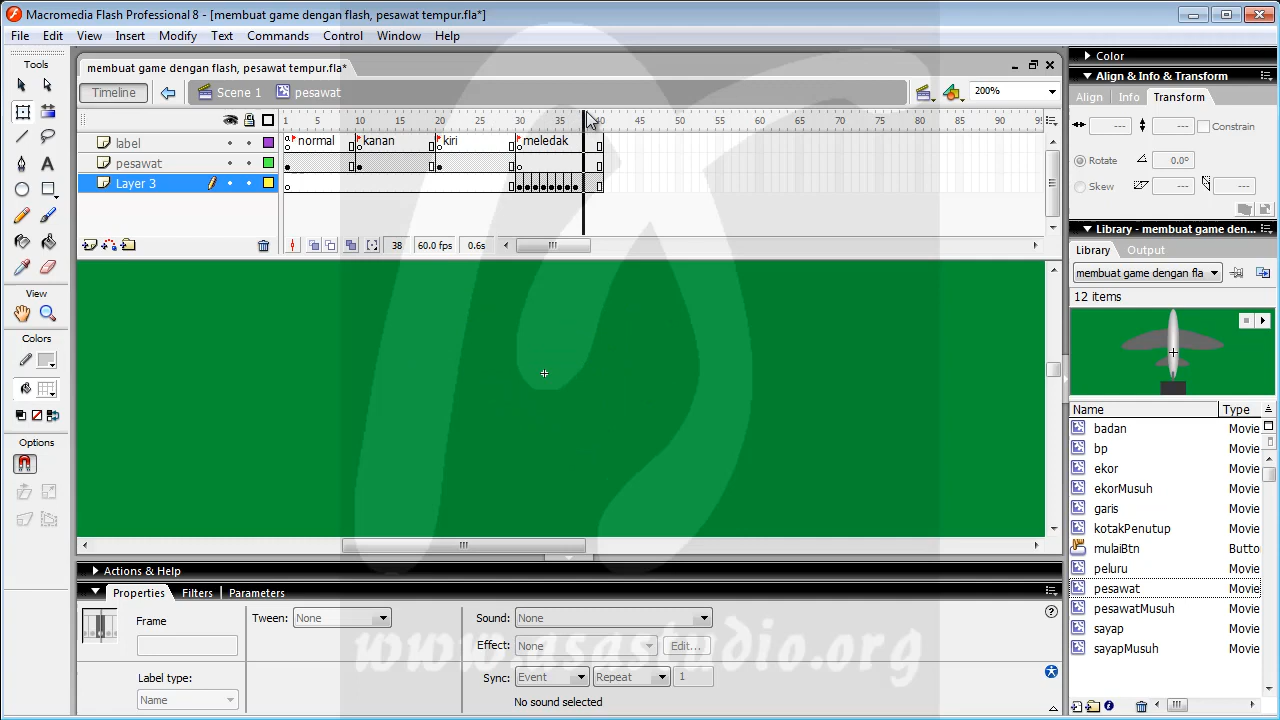 Macromedia Flash Professional 8 - [membuat game dengan flash, pesawat tempur.fla*]
File Edit View Insert Modify Text Commands Control Window Help
Tools
View
Colors
Options
membuat game dengan flash, pesawat tempur.fla*
Timeline Scene 1 pesawat 200%
1 5 10 15 20 25 30 35 40 45 50 55 60 65 70 75 80 85 90 95
label normal kanan kiri meledak
pesawat
Layer 3
38 60.0 fps 0.6s
Actions & Help
Properties Filters Parameters
Frame
Tween: None
Sound: None
Effect: None Edit...
Sync: Event Repeat 1
Label type:
Name
No sound selected
www.asastudio.org
Color
Align & Info & Transform
Align Info Transform
Constrain
Rotate 0.0°
Skew
Library - membuat game den...
Library Output
membuat game dengan fla
12 items
Name Type
badan Movie
bp Movie
ekor Movie
ekorMusuh Movie
garis Movie
kotakPenutup Movie
mulaiBtn Butto
peluru Movie
pesawat Movie
pesawatMusuh Movie
sayap Movie
sayapMusuh Movie